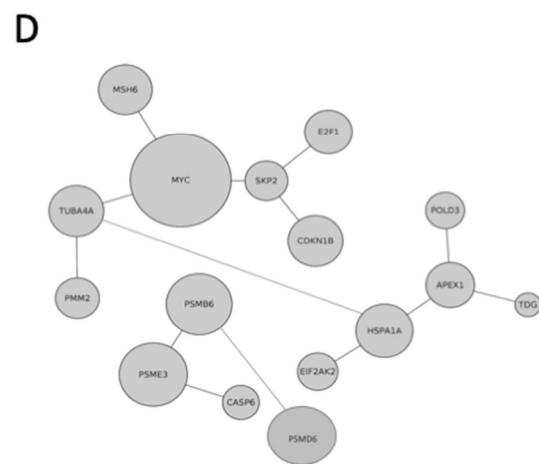 D
MSH6
E2F1
MYC
SKP2
TUBA4A
POLD3
CDKN1B
APEX1
PMM2
PSMB6
TDG
HSPA1A
EIF2AK2
PSME3
CASP6
PSMD6